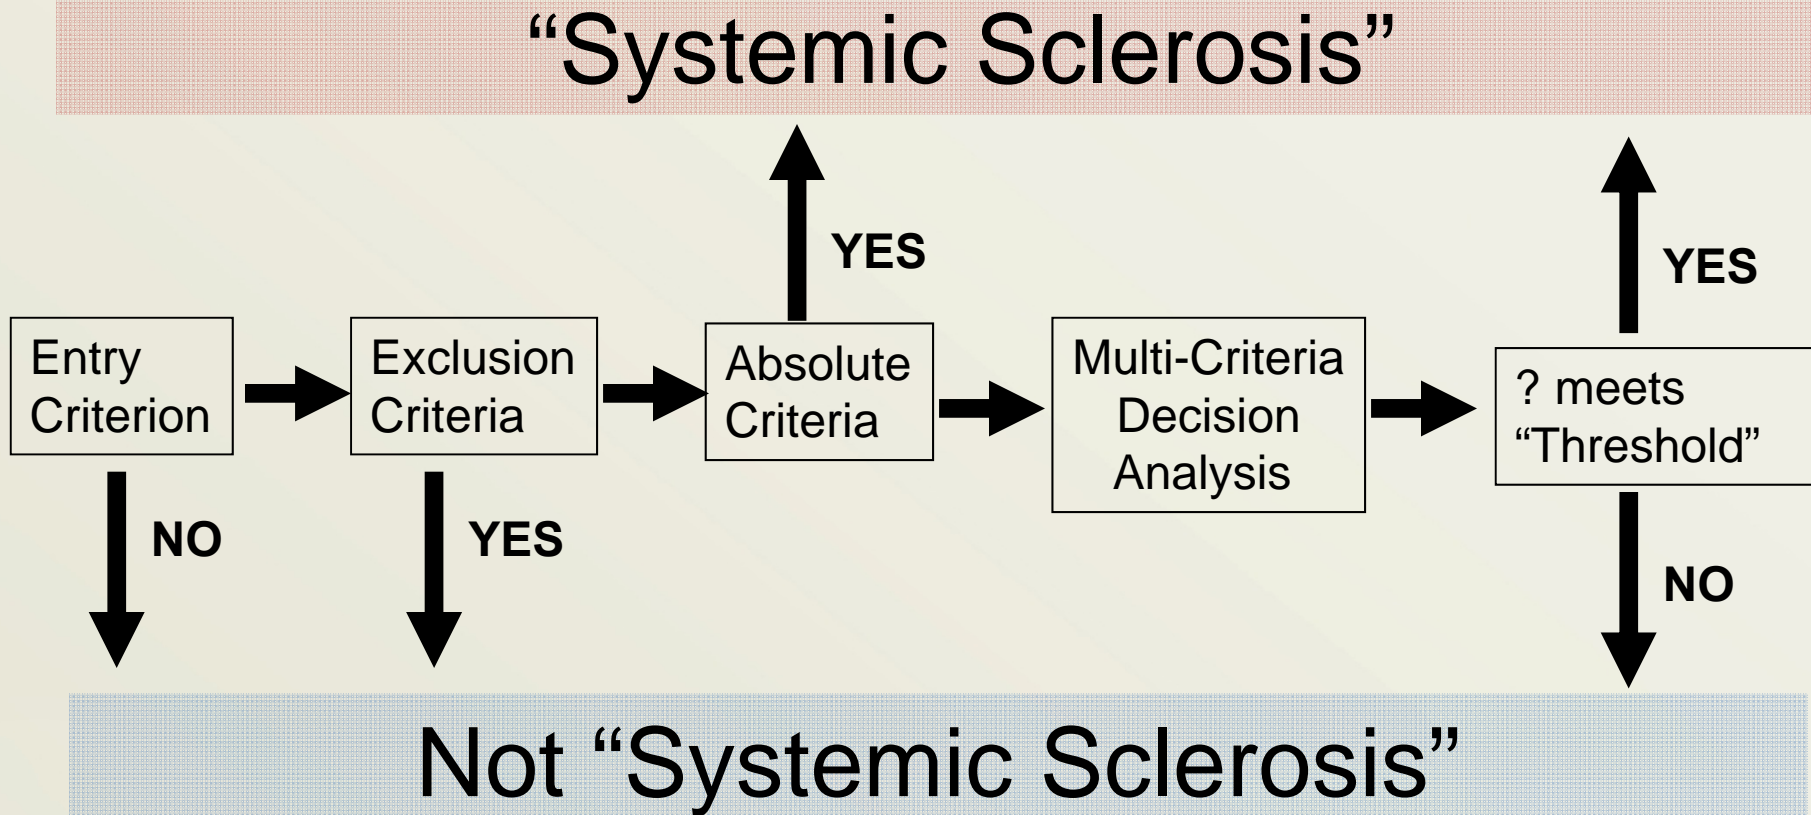 “Systemic Sclerosis”
YES
YES
Entry
Criterion
Exclusion
Criteria
Absolute
Criteria
Multi-Criteria
Decision
Analysis
? meets
“Threshold”
NO
YES
NO
Not “Systemic Sclerosis”